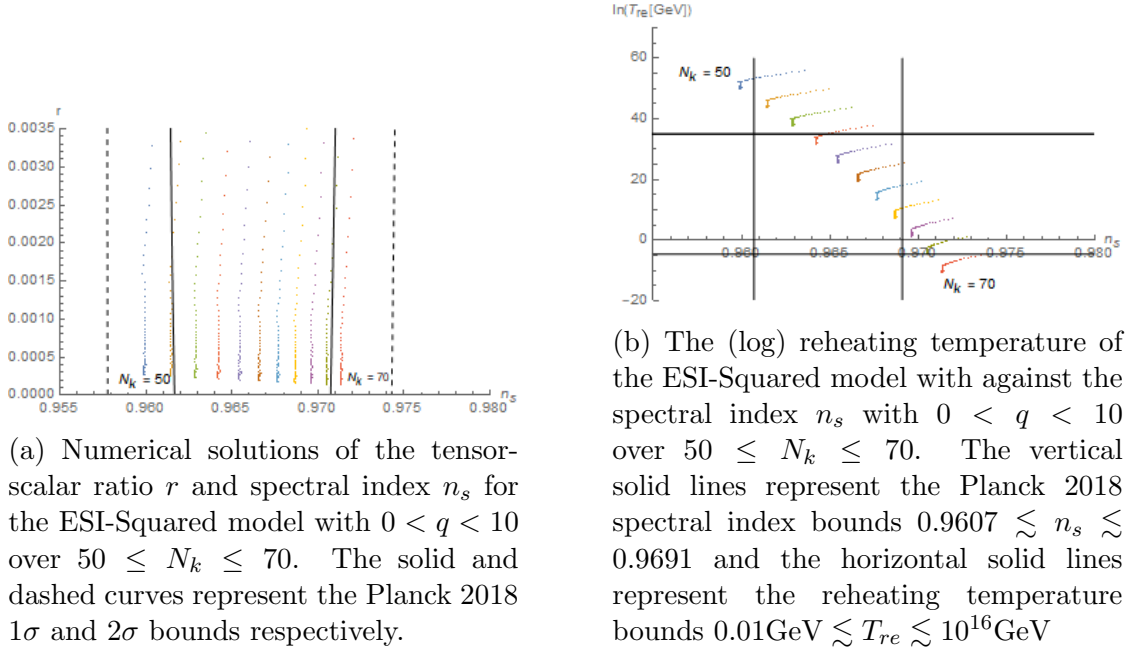 r
0.0035
0.0030
0.0025
0.0020
0.0015
0.0010
0.0005
0.0000
N_k = 50
N_k = 70
n_s
0.955
0.960
0.965
0.970
0.975
0.980
(a) Numerical solutions of the tensor-
scalar ratio r and spectral index n_s for
the ESI-Squared model with 0 < q < 10
over 50 ≤ N_k ≤ 70. The solid and
dashed curves represent the Planck 2018
1σ and 2σ bounds respectively.
ln(T_re[GeV])
60
N_k = 50
40
20
0
0.960
0.965
0.970
0.975
0.980
n_s
N_k = 70
−20
(b) The (log) reheating temperature of
the ESI-Squared model with against the
spectral index n_s with 0 < q < 10
over 50 ≤ N_k ≤ 70. The vertical
solid lines represent the Planck 2018
spectral index bounds 0.9607 ≲ n_s ≲
0.9691 and the horizontal solid lines
represent the reheating temperature
bounds 0.01GeV ≲ T_re ≲ 10^16GeV